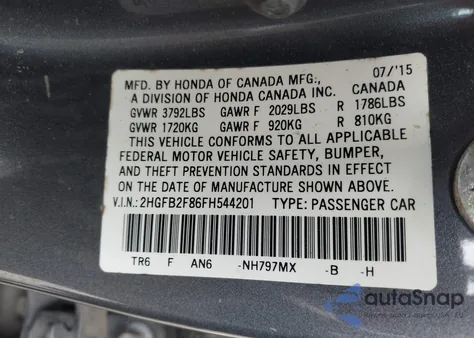 MFD. BY HONDA OF CANADA MFG., 07/'15
A DIVISION OF HONDA CANADA INC. CANADA
GVWR 3792LBS GAWR F 2029LBS R 1786LBS
GVWR 1720KG GAWR F 920KG R 810KG
THIS VEHICLE CONFORMS TO ALL APPLICABLE
FEDERAL MOTOR VEHICLE SAFETY, BUMPER,
AND THEFT PREVENTION STANDARDS IN EFFECT
ON THE DATE OF MANUFACTURE SHOWN ABOVE.
V.I.N.: 2HGFB2F86FH544201 TYPE: PASSENGER CAR
TR6 F AN6 -NH797MX -B -H
autaSnap